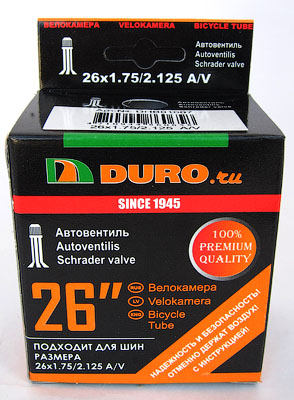 ВЕЛОКАМЕРА VELOKAMERA BICYCLE TUBE
Автовентиль
Autoventilis
Schrader valve
26x1.75/2.125 A/V
26x1.75/2.125 A/V
DURO.ru
SINCE 1945
Автовентиль
Autoventilis
Schrader valve
100%
PREMIUM
QUALITY
26"
RUS Велокамера
LV Velokamera
ENG Bicycle
Tube
ПОДХОДИТ ДЛЯ ШИН
РАЗМЕРА
26x1.75/2.125 A/V
НАДЕЖНОСТЬ И БЕЗОПАСНОСТЬ!
ОТМЕННО ДЕРЖАТ ВОЗДУХ!
С ИНСТРУКЦИЕЙ!